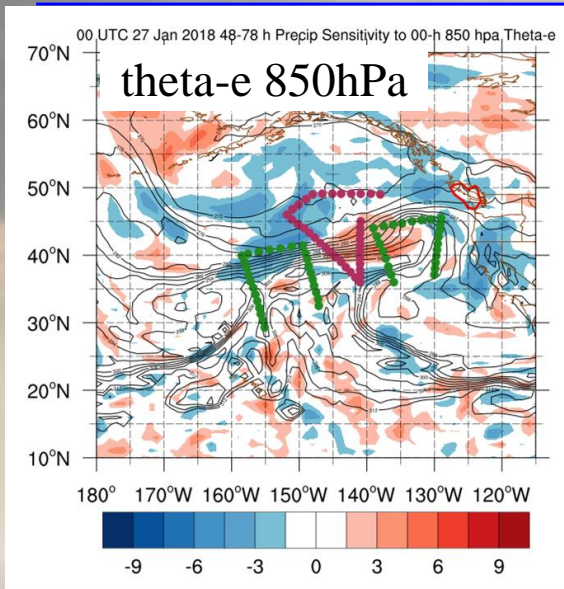 00 UTC 27 Jan 2018 48-78 h Precip Sensitivity to 00-h 850 hpa Theta-e
theta-e 850hPa
70°N
60°N
50°N
40°N
30°N
20°N
10°N
180° 170°W 160°W 150°W 140°W 130°W 120°W
-9 -6 -3 0 3 6 9